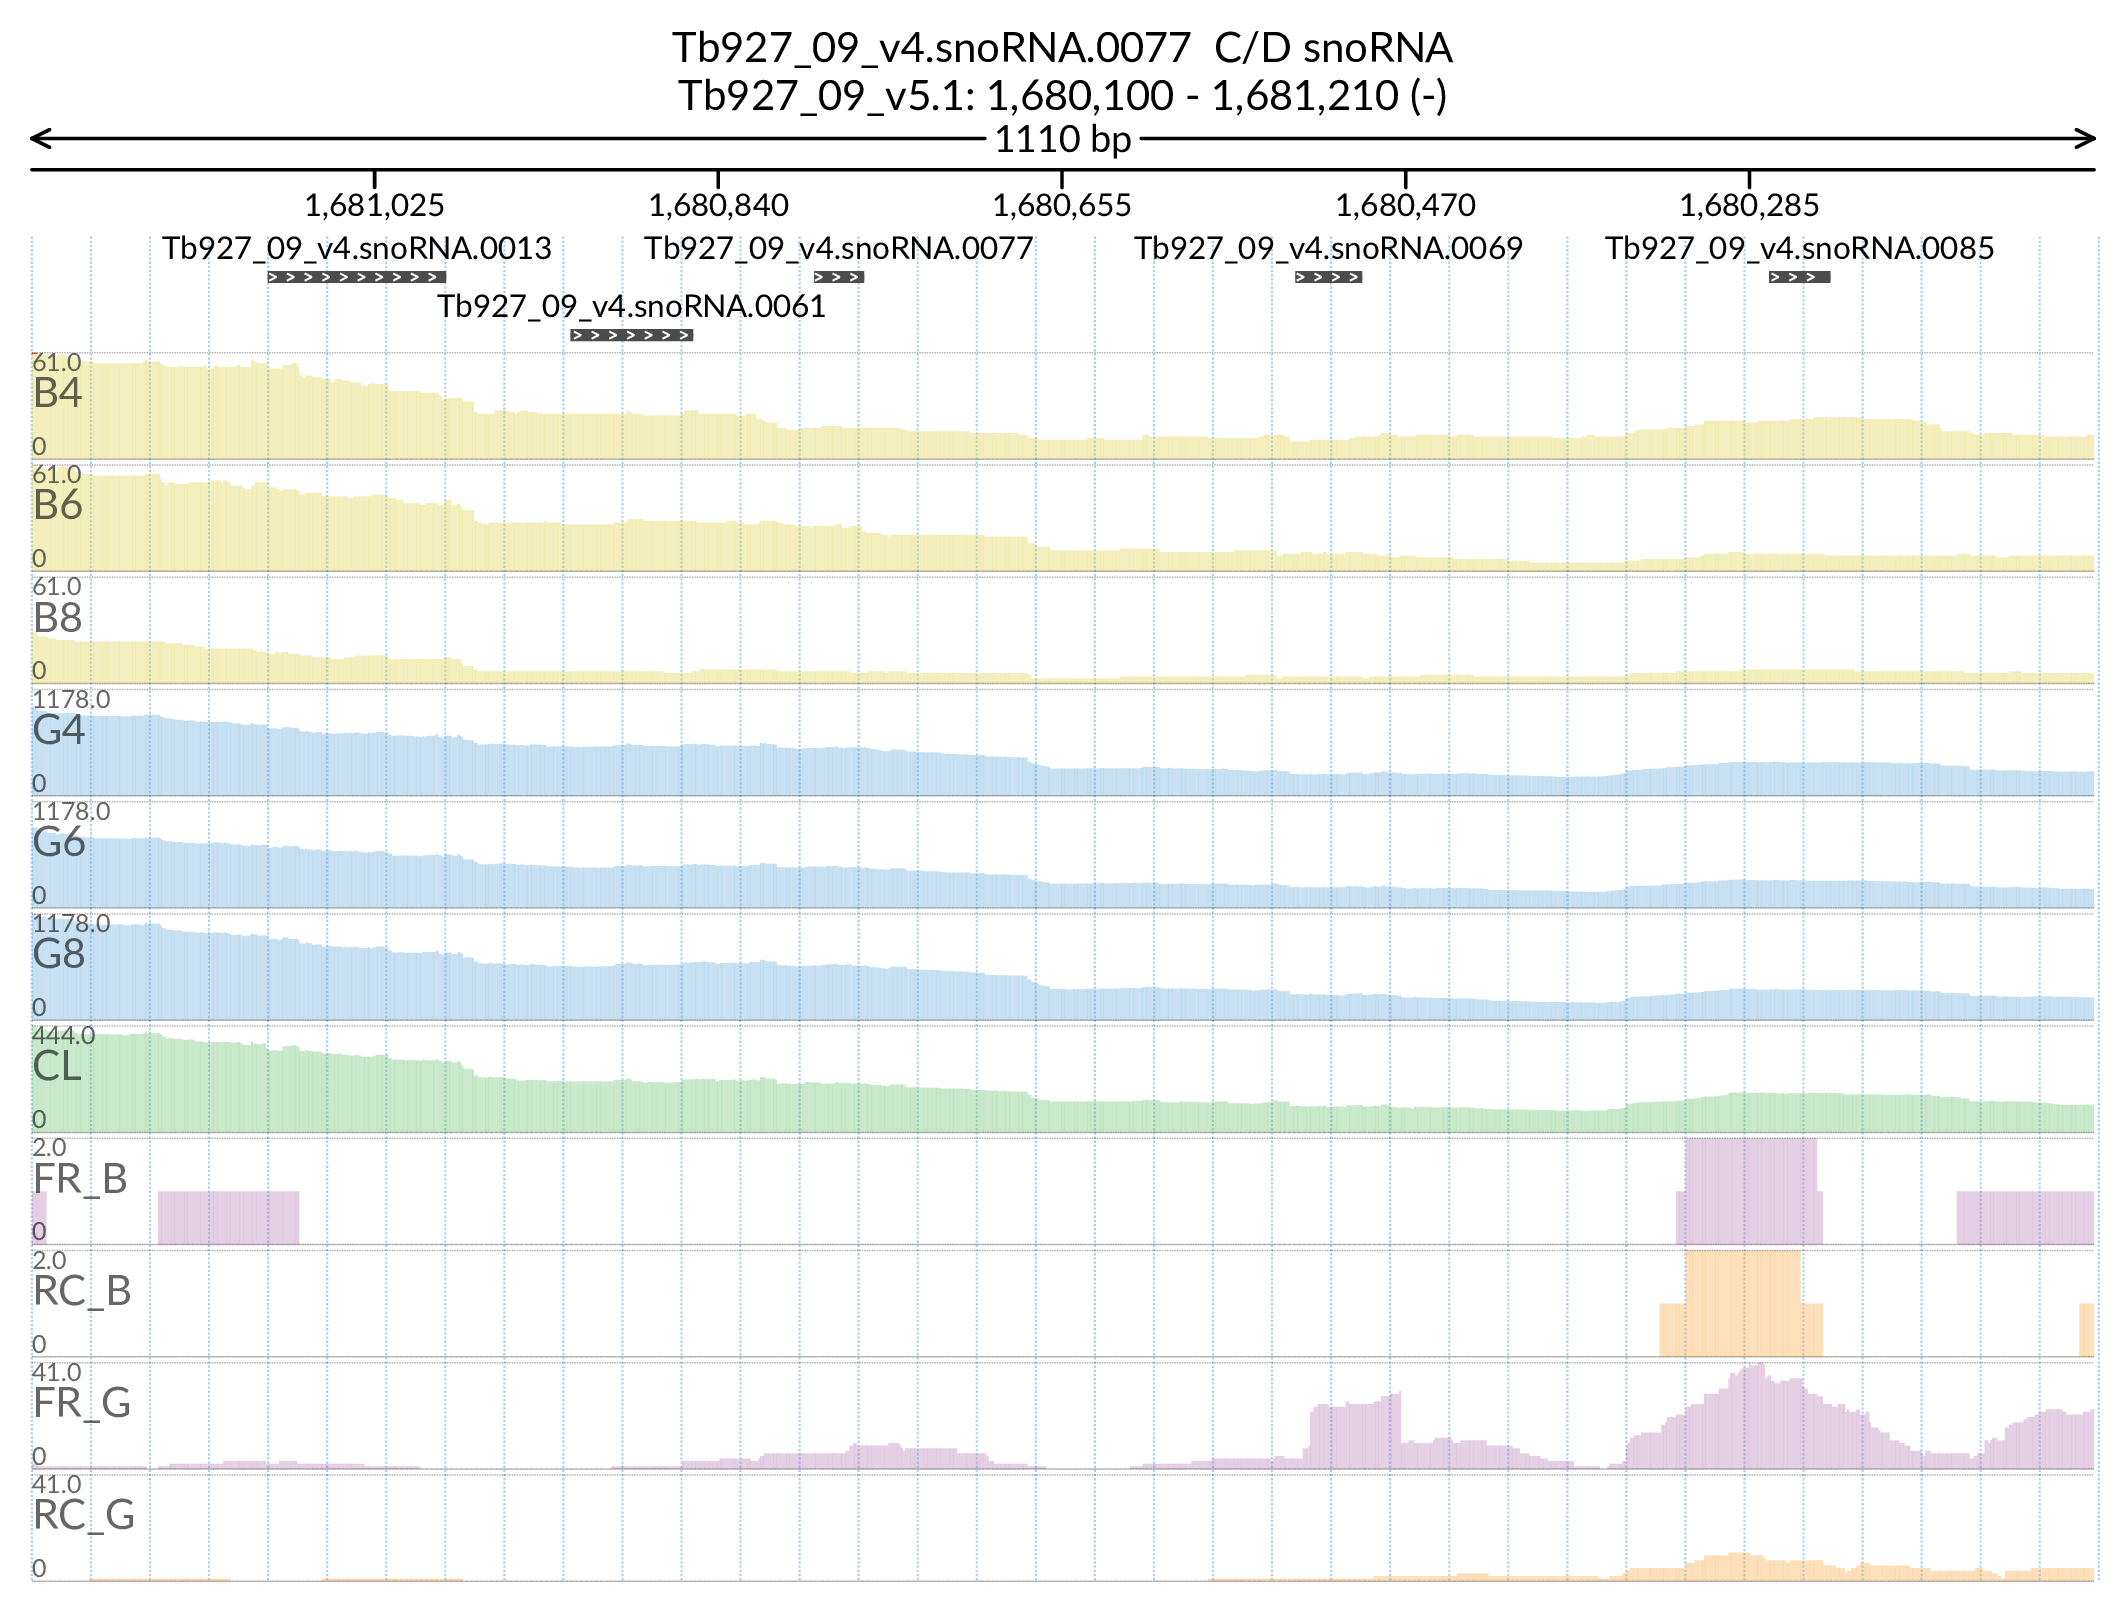 Tb927_09_v4.snoRNA.0077  C/D snoRNA
Tb927_09_v5.1: 1,680,100 - 1,681,210 (-)
1110 bp
1,681,025 1,680,840 1,680,655 1,680,470 1,680,285
Tb927_09_v4.snoRNA.0013 Tb927_09_v4.snoRNA.0077 Tb927_09_v4.snoRNA.0069 Tb927_09_v4.snoRNA.0085
Tb927_09_v4.snoRNA.0061
61.0
B4
0
61.0
B6
0
61.0
B8
0
1178.0
G4
0
1178.0
G6
0
1178.0
G8
0
444.0
CL
0
2.0
FR_B
0
2.0
RC_B
0
41.0
FR_G
0
41.0
RC_G
0